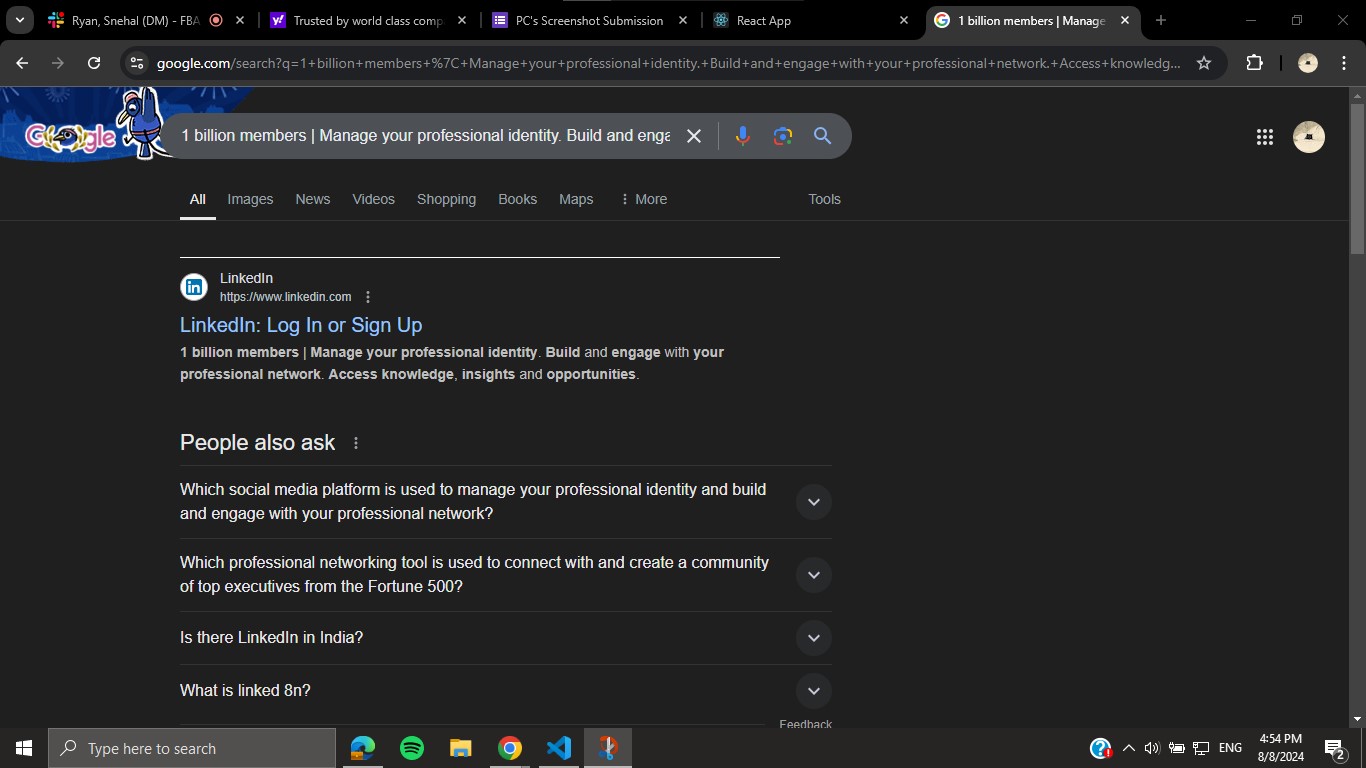 Ryan, Snehal (DM) - FBA
Trusted by world class comp
PC's Screenshot Submission
React App
1 billion members | Manage
google.com/search?q=1+billion+members+%7C+Manage+your+professional+identity.+Build+and+engage+with+your+professional+network.+Access+knowledg...
Google
1 billion members | Manage your professional identity. Build and enga
All Images News Videos Shopping Books Maps More Tools
LinkedIn
https://www.linkedin.com
LinkedIn: Log In or Sign Up
1 billion members | Manage your professional identity. Build and engage with your
professional network. Access knowledge, insights and opportunities.
People also ask
Which social media platform is used to manage your professional identity and build
and engage with your professional network?
Which professional networking tool is used to connect with and create a community
of top executives from the Fortune 500?
Is there LinkedIn in India?
What is linked 8n?
Feedback
Type here to search
ENG
4:54 PM
8/8/2024
2